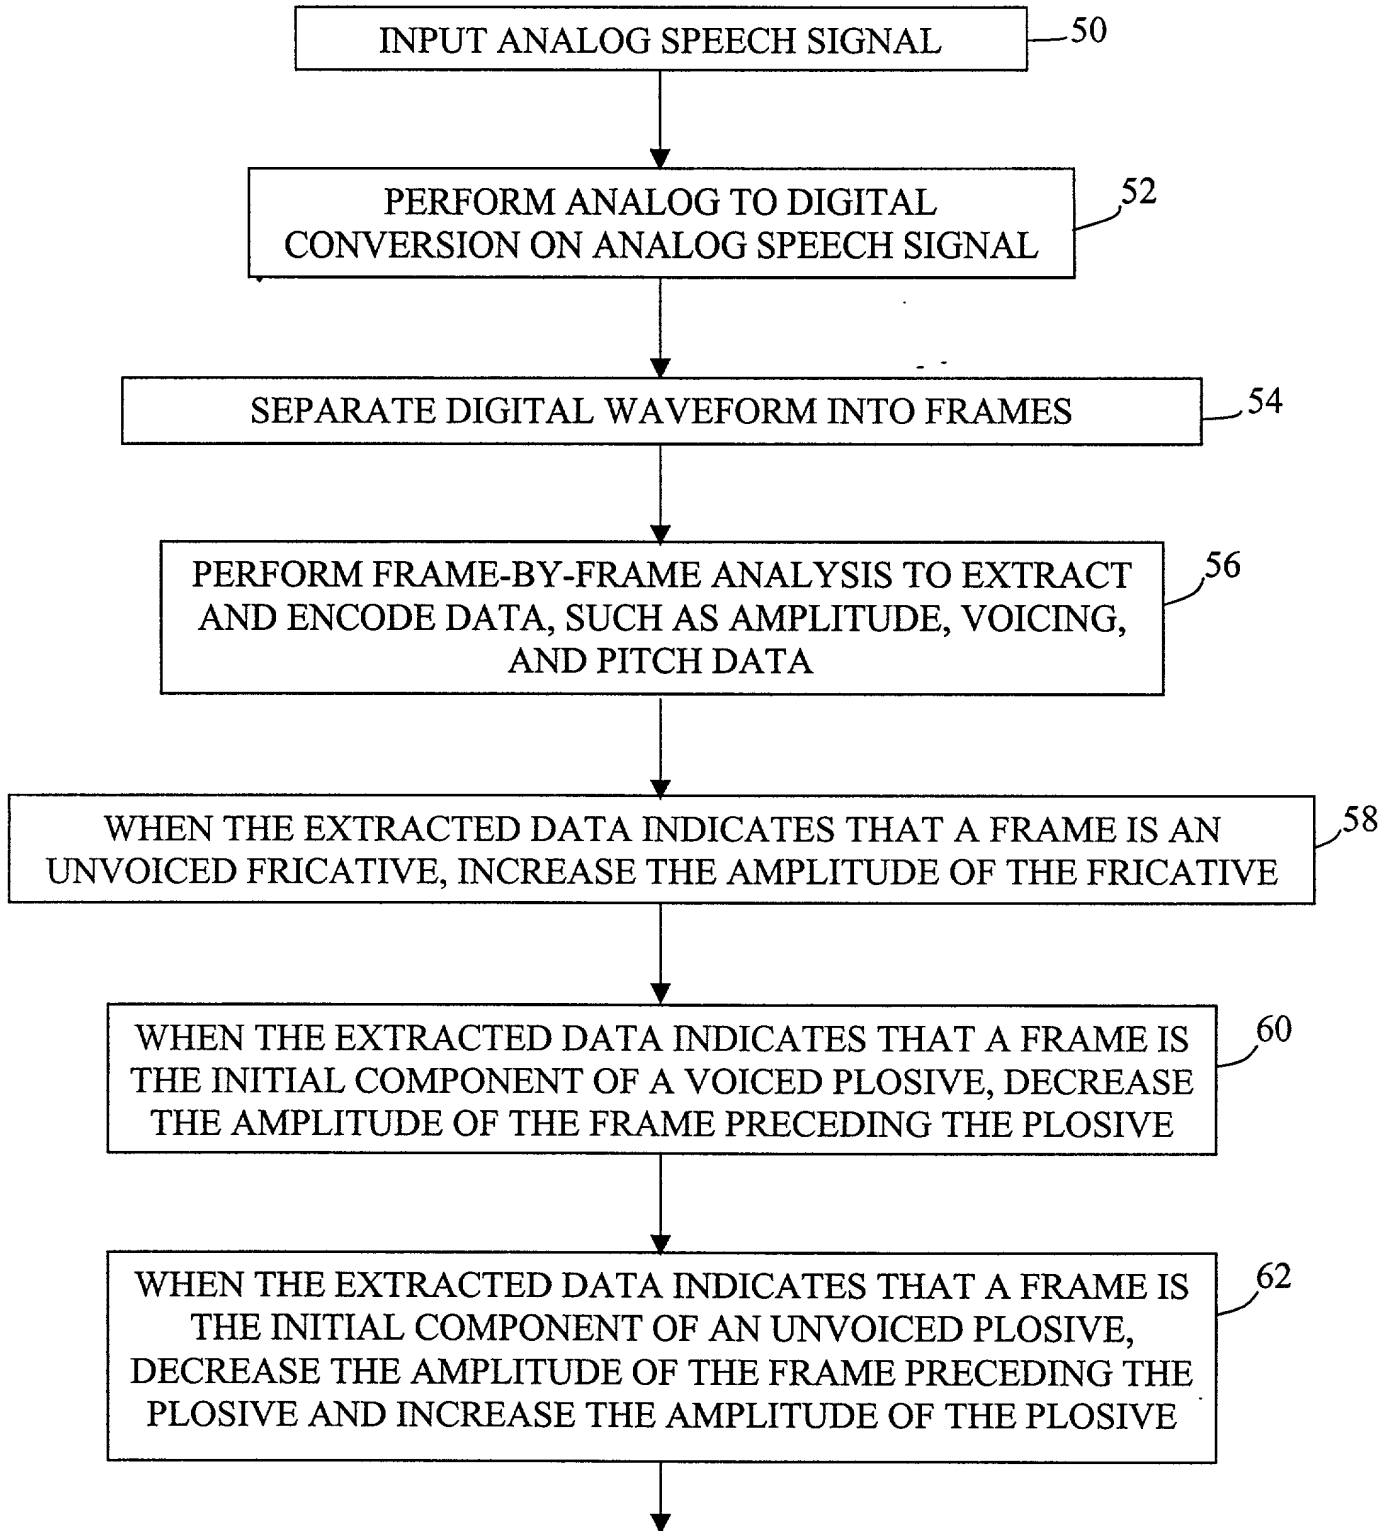 INPUT ANALOG SPEECH SIGNAL
50
PERFORM ANALOG TO DIGITAL
CONVERSION ON ANALOG SPEECH SIGNAL
52
SEPARATE DIGITAL WAVEFORM INTO FRAMES
54
PERFORM FRAME-BY-FRAME ANALYSIS TO EXTRACT
AND ENCODE DATA, SUCH AS AMPLITUDE, VOICING,
AND PITCH DATA
56
WHEN THE EXTRACTED DATA INDICATES THAT A FRAME IS AN
UNVOICED FRICATIVE, INCREASE THE AMPLITUDE OF THE FRICATIVE
58
WHEN THE EXTRACTED DATA INDICATES THAT A FRAME IS
THE INITIAL COMPONENT OF A VOICED PLOSIVE, DECREASE
THE AMPLITUDE OF THE FRAME PRECEDING THE PLOSIVE
60
WHEN THE EXTRACTED DATA INDICATES THAT A FRAME IS
THE INITIAL COMPONENT OF AN UNVOICED PLOSIVE,
DECREASE THE AMPLITUDE OF THE FRAME PRECEDING THE
PLOSIVE AND INCREASE THE AMPLITUDE OF THE PLOSIVE
62